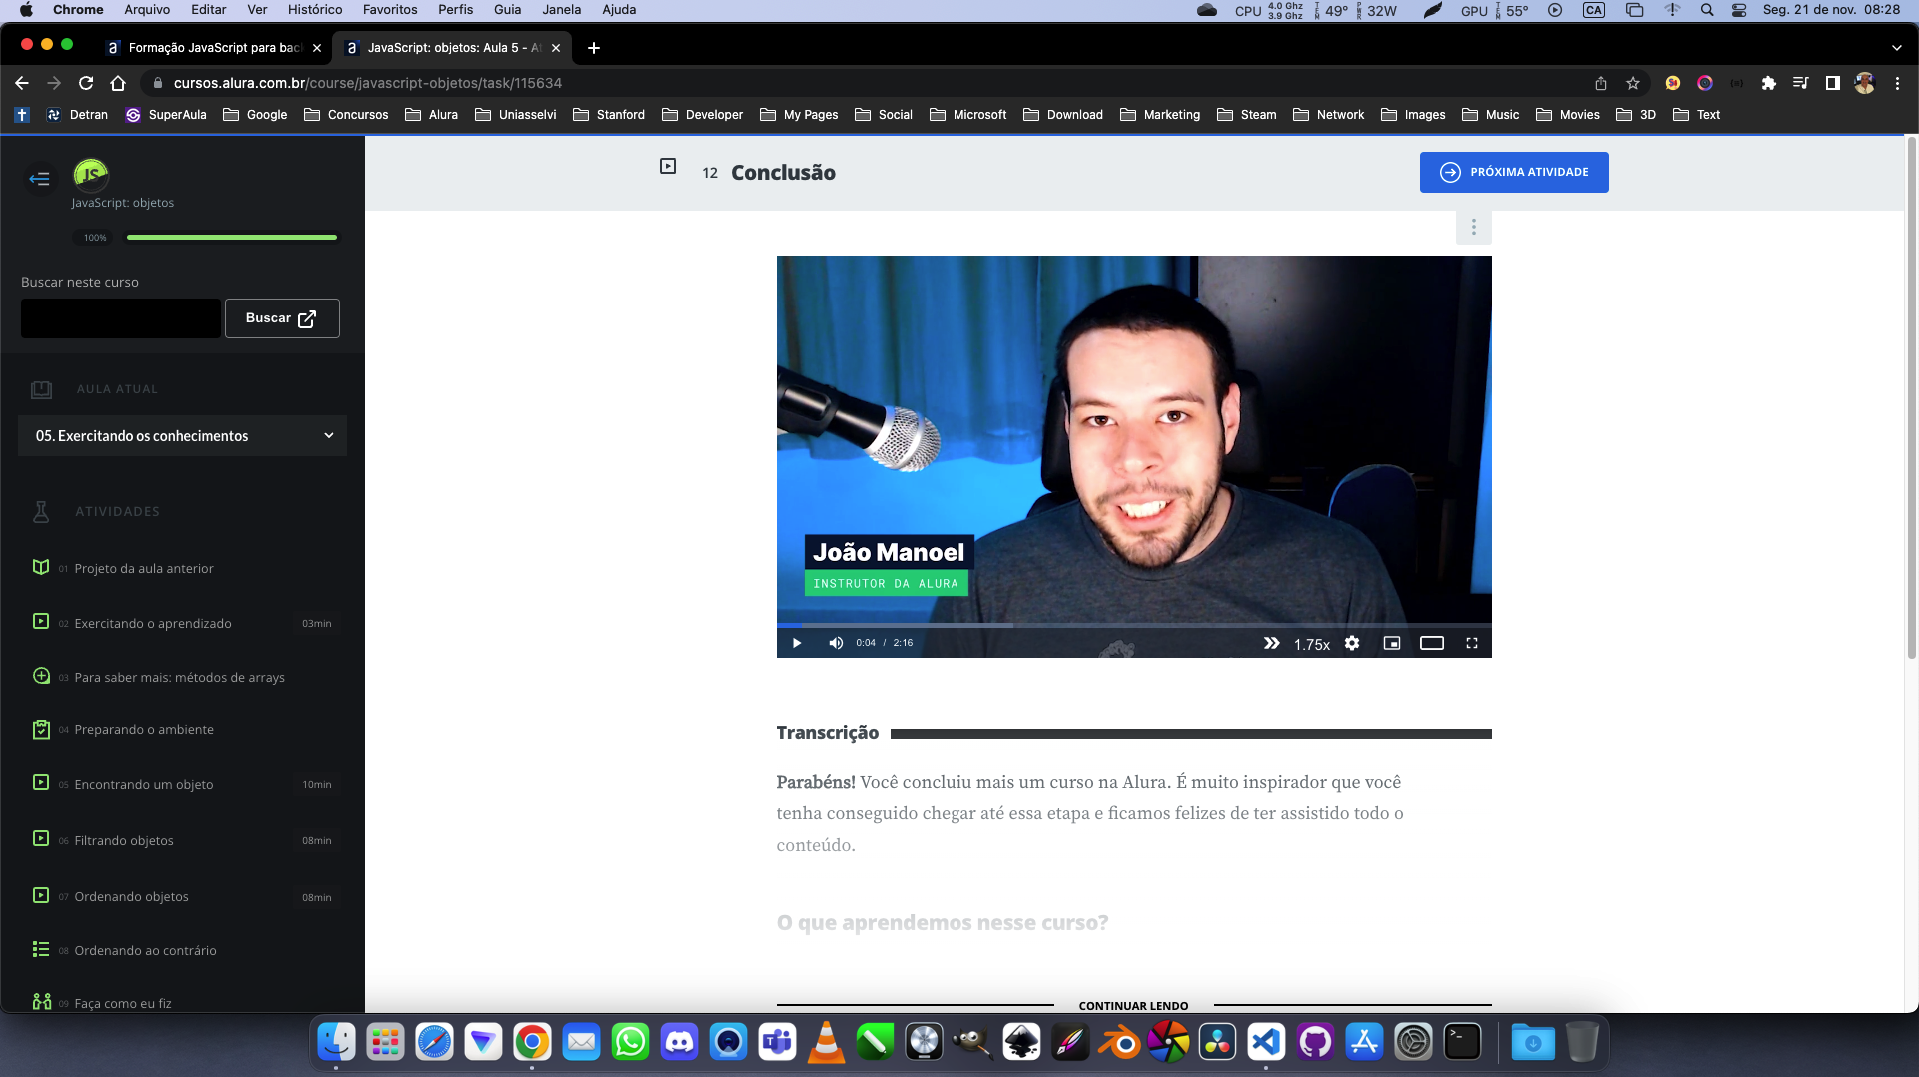 Chrome Arquivo Editar Ver Histórico Favoritos Perfis Guia Janela Ajuda CPU 4.0 Ghz 3.9 Ghz 49° 32W GPU 55° CA Seg. 21 de nov. 08:28
Formação JavaScript para bac
JavaScript: objetos: Aula 5 - A
cursos.alura.com.br/course/javascript-objetos/task/115634
Detran SuperAula Google Concursos Alura Uniasselvi Stanford Developer My Pages Social Microsoft Download Marketing Steam Network Images Music Movies 3D Text
JS
JavaScript: objetos
100%
Buscar neste curso
Buscar
AULA ATUAL
05. Exercitando os conhecimentos
ATIVIDADES
01 Projeto da aula anterior
02 Exercitando o aprendizado 03min
03 Para saber mais: métodos de arrays
04 Preparando o ambiente
05 Encontrando um objeto 10min
06 Filtrando objetos 08min
07 Ordenando objetos 08min
08 Ordenando ao contrário
09 Faça como eu fiz
12 Conclusão
PRÓXIMA ATIVIDADE
João Manoel
INSTRUTOR DA ALURA
0:04 / 2:16 1.75x
Transcrição
Parabéns! Você concluiu mais um curso na Alura. É muito inspirador que você
tenha conseguido chegar até essa etapa e ficamos felizes de ter assistido todo o
conteúdo.
O que aprendemos nesse curso?
CONTINUAR LENDO